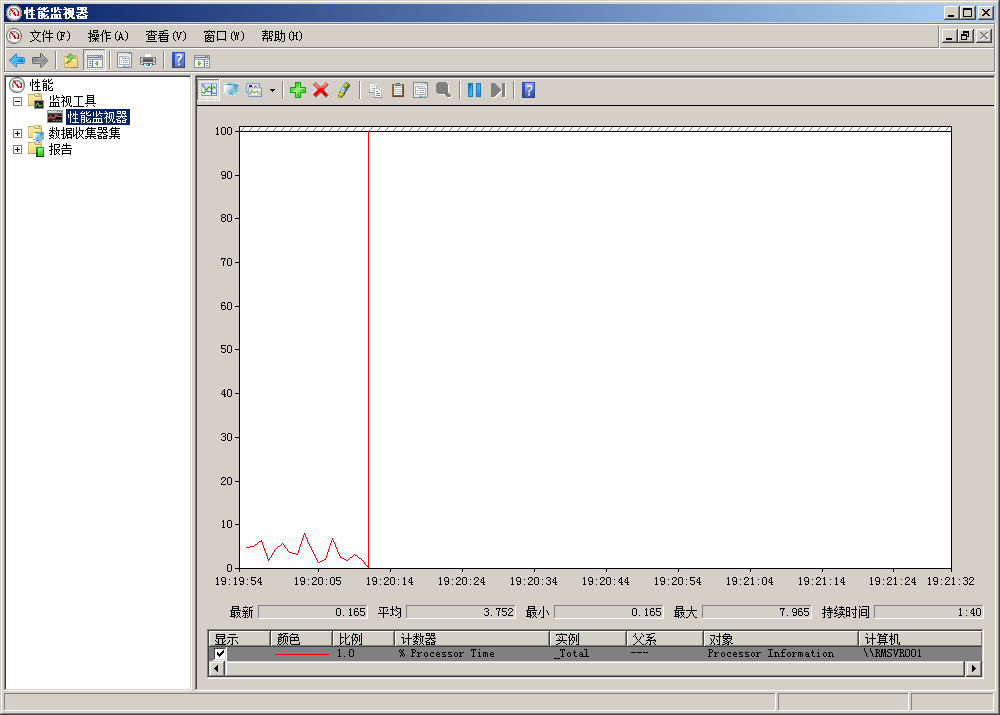 性能监视器
文件(F) 操作(A) 查看(V) 窗口(W) 帮助(H)
性能
监视工具
性能监视器
数据收集器集
报告
100
90
80
70
60
50
40
30
20
10
0
19:19:54 19:20:05 19:20:14 19:20:24 19:20:34 19:20:44 19:20:54 19:21:04 19:21:14 19:21:24 19:21:32
最新 0.165 平均 3.752 最小 0.165 最大 7.965 持续时间 1:40
显示 颜色 比例 计数器 实例 父系 对象 计算机
1.0 % Processor Time _Total --- Processor Information \\RMSVR001